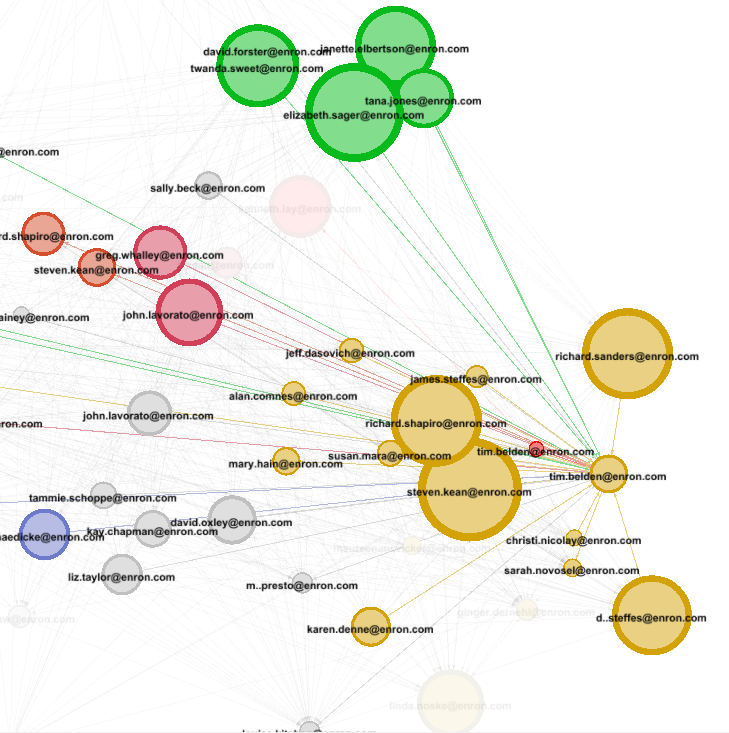 janette.elbertson@enron.com
david.forster@enron.com
twanda.sweet@enron.com
tana.jones@enron.com
elizabeth.sager@enron.com
@enron.com
sally.beck@enron.com
kenneth.lay@enron.com
rd.shapiro@enron.com
greg.whalley@enron.com
steven.kean@enron.com
@enron.com
ainey@enron.com
john.lavorato@enron.com
jeff.dasovich@enron.com
richard.sanders@enron.com
james.steffes@enron.com
alan.comnes@enron.com
john.lavorato@enron.com
ron.com
richard.shapiro@enron.com
tim.belden@enron.com
susan.mara@enron.com
mary.hain@enron.com
tim.belden@enron.com
steven.kean@enron.com
tammie.schoppe@enron.com
david.oxley@enron.com
kay.chapman@enron.com
aedicke@enron.com
christi.nicolay@enron.com
liz.taylor@enron.com
sarah.novosel@enron.com
m..presto@enron.com
@enron.com
d..steffes@enron.com
karen.denne@enron.com
linda.noske@enron.com